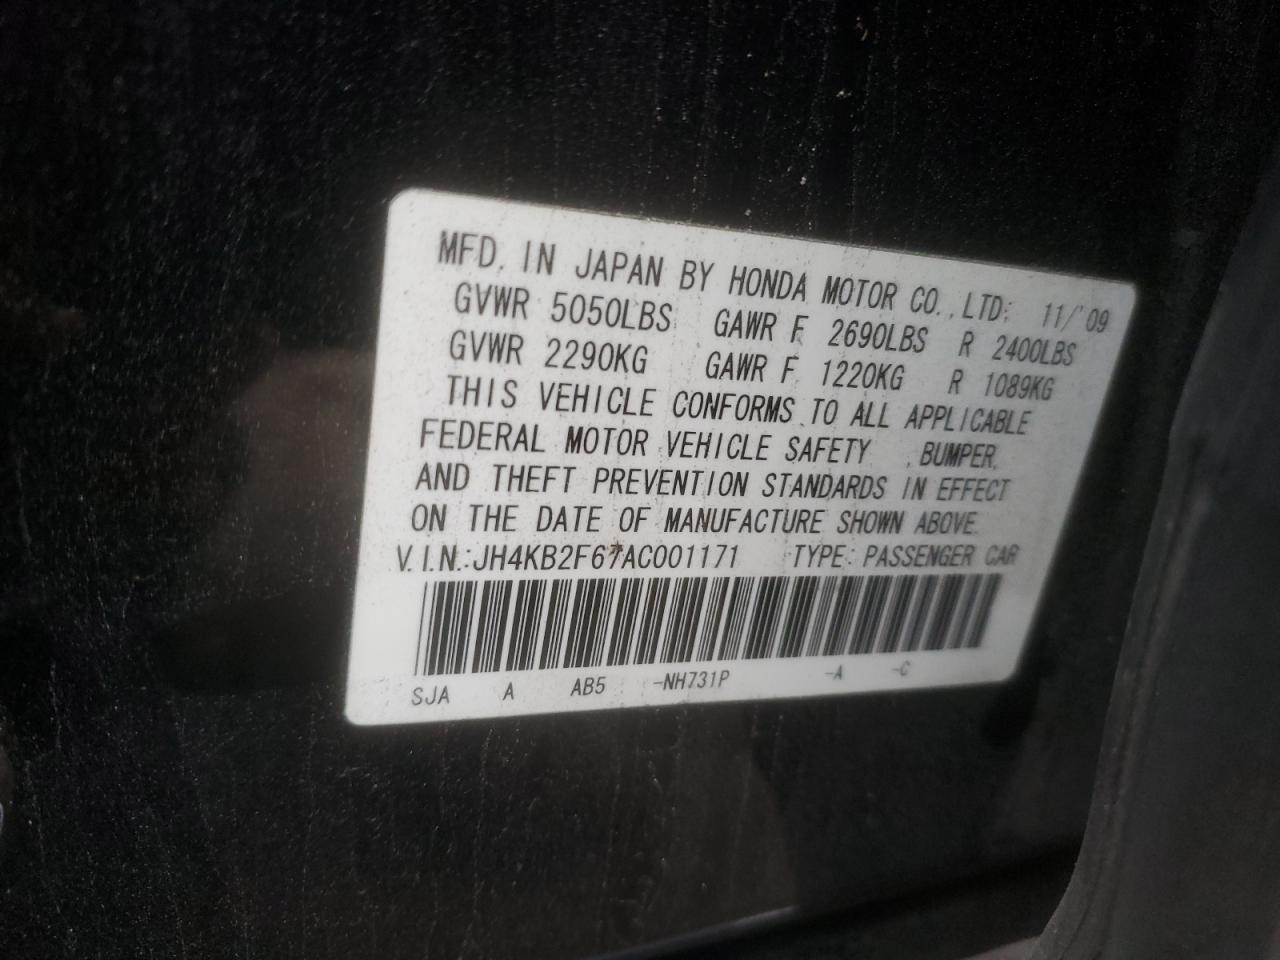 MFD. IN JAPAN BY HONDA MOTOR CO., LTD. 11/'09
GVWR 5050LBS GAWR F 2690LBS R 2400LBS
GVWR 2290KG GAWR F 1220KG R 1089KG
THIS VEHICLE CONFORMS TO ALL APPLICABLE
FEDERAL MOTOR VEHICLE SAFETY , BUMPER,
AND THEFT PREVENTION STANDARDS IN EFFECT
ON THE DATE OF MANUFACTURE SHOWN ABOVE.
V.I.N.:JH4KB2F67AC001171 TYPE: PASSENGER CAR
SJA A AB5 -NH731P -A -C